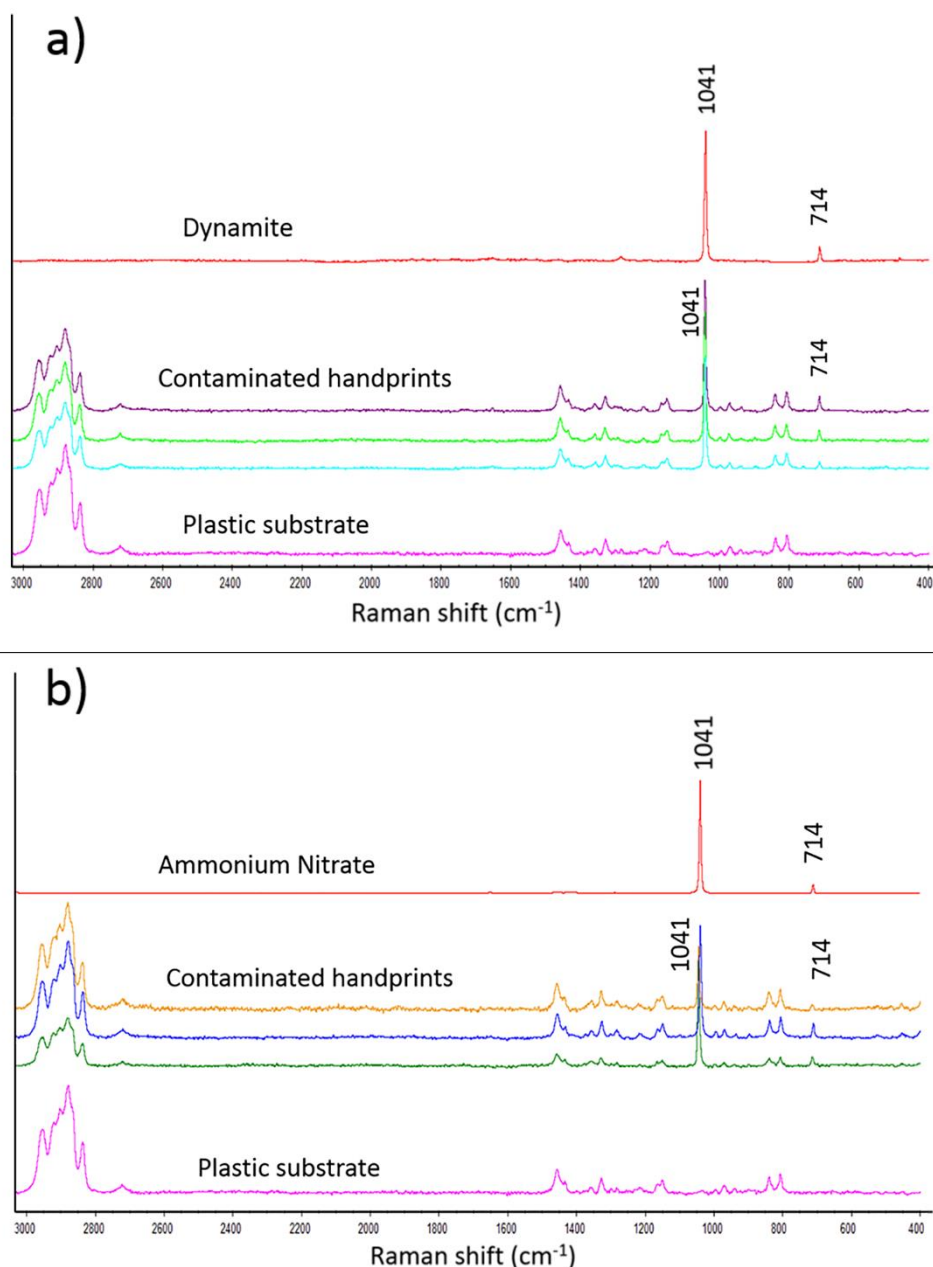 a)
1041
714
Dynamite
1041
714
Contaminated handprints
Plastic substrate
3000 2800 2600 2400 2200 2000 1800 1600 1400 1200 1000 800 600 400
Raman shift (cm⁻¹)
b)
1041
714
Ammonium Nitrate
1041
714
Contaminated handprints
Plastic substrate
3000 2800 2600 2400 2200 2000 1800 1600 1400 1200 1000 800 600 400
Raman shift (cm⁻¹)